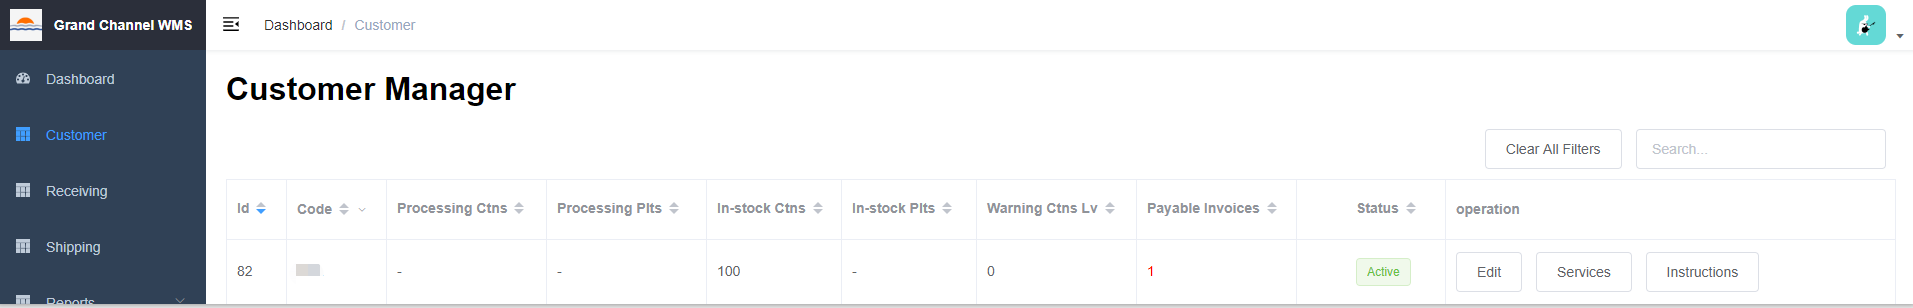 Grand Channel WMS
Dashboard / Customer
Dashboard
Customer
Receiving
Shipping
Reports
Customer Manager
Clear All Filters Search...
Id Code Processing Ctns Processing Plts In-stock Ctns In-stock Plts Warning Ctns Lv Payable Invoices Status operation
82 - - 100 - 0 1 Active Edit Services Instructions